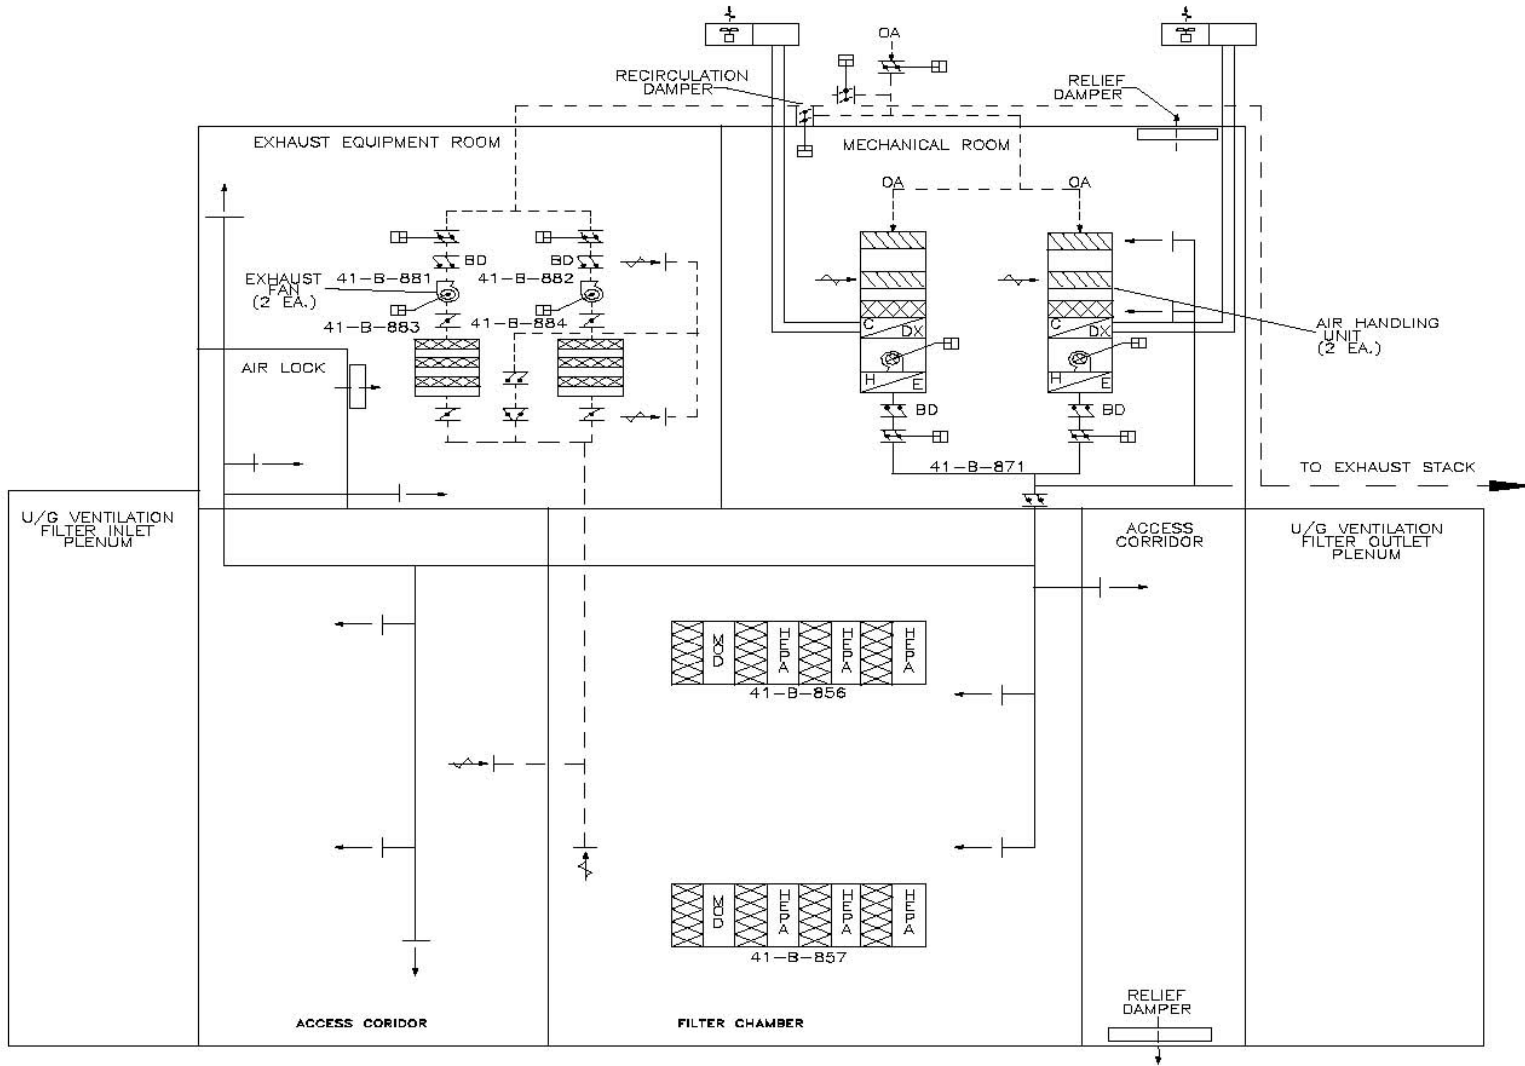 OA
RECIRCULATION
DAMPER
RELIEF
DAMPER
EXHAUST EQUIPMENT ROOM
MECHANICAL ROOM
OA
OA
BD
BD
41-B-881
41-B-882
EXHAUST
FAN
(2 EA.)
41-B-883
41-B-884
C
DX
C
DX
AIR HANDLING
UNIT
(2 EA.)
AIR LOCK
H
E
H
E
BD
BD
41-B-871
TO EXHAUST STACK
U/G VENTILATION
FILTER INLET
PLENUM
ACCESS
CORRIDOR
U/G VENTILATION
FILTER OUTLET
PLENUM
MOD
HEPA
HEPA
HEPA
41-B-856
MOD
HEPA
HEPA
HEPA
41-B-857
RELIEF
DAMPER
ACCESS CORIDOR
FILTER CHAMBER